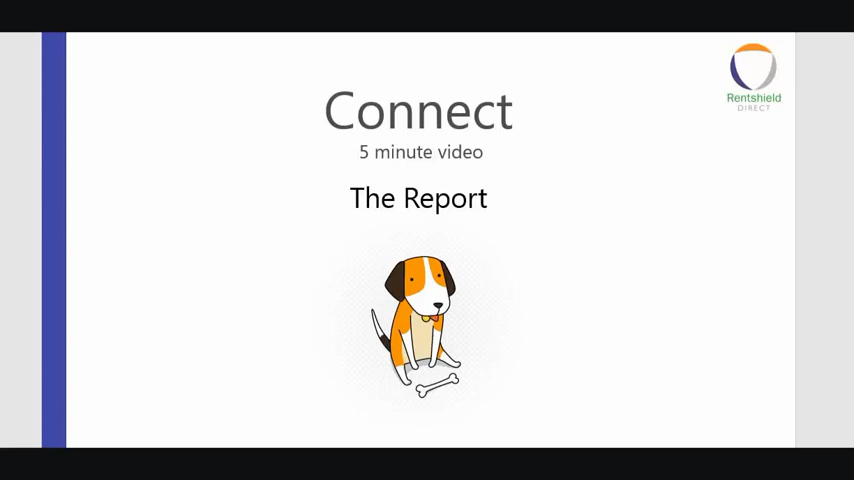 Connect
5 minute video
The Report
Rentshield
DIRECT